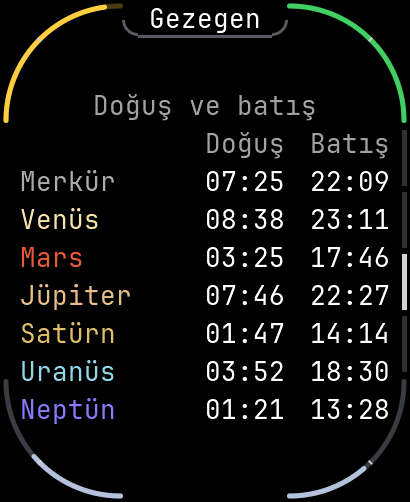 Gezegen
Doğuş ve batış
Doğuş Batış
Merkür 07:25 22:09
Venüs 08:38 23:11
Mars 03:25 17:46
Jüpiter 07:46 22:27
Satürn 01:47 14:14
Uranüs 03:52 18:30
Neptün 01:21 13:28